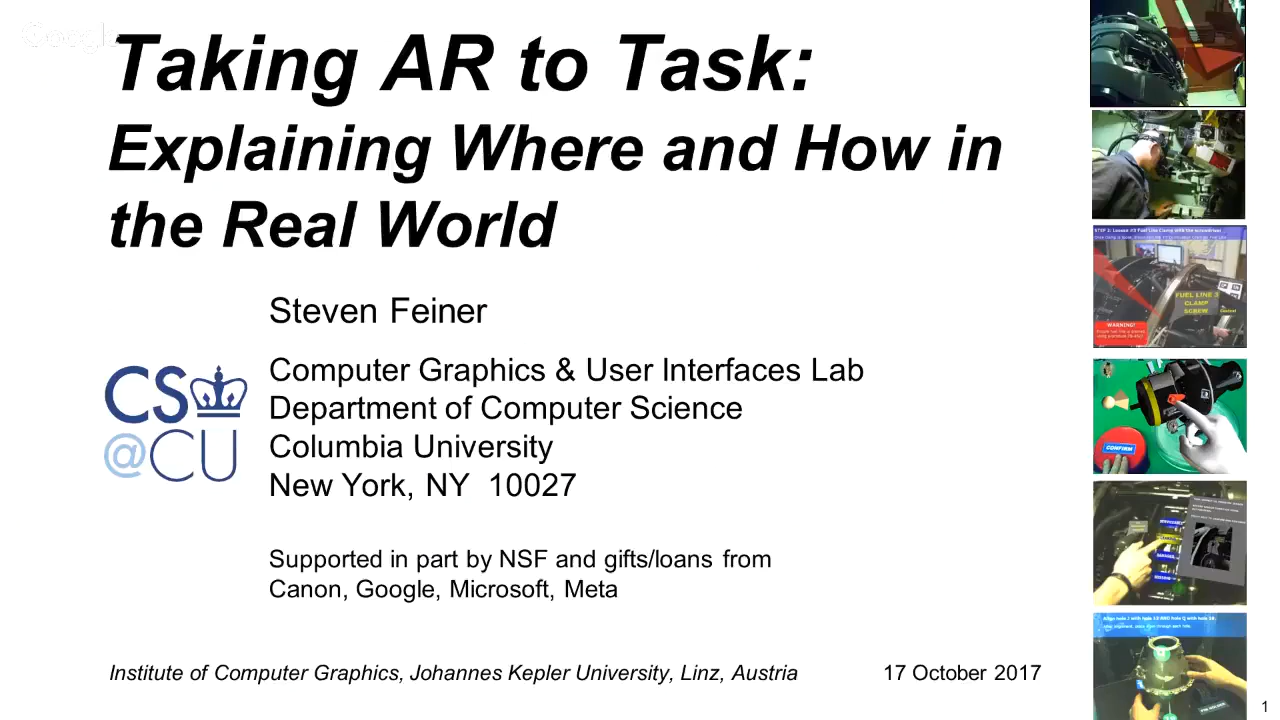 Google
Taking AR to Task:
Explaining Where and How in
the Real World
Steven Feiner
CS
@CU
Computer Graphics & User Interfaces Lab
Department of Computer Science
Columbia University
New York, NY 10027
Supported in part by NSF and gifts/loans from
Canon, Google, Microsoft, Meta
Institute of Computer Graphics, Johannes Kepler University, Linz, Austria
17 October 2017
FUEL LINE 3
CLAMP
SCREW
WARNING!
CONFIRM
1